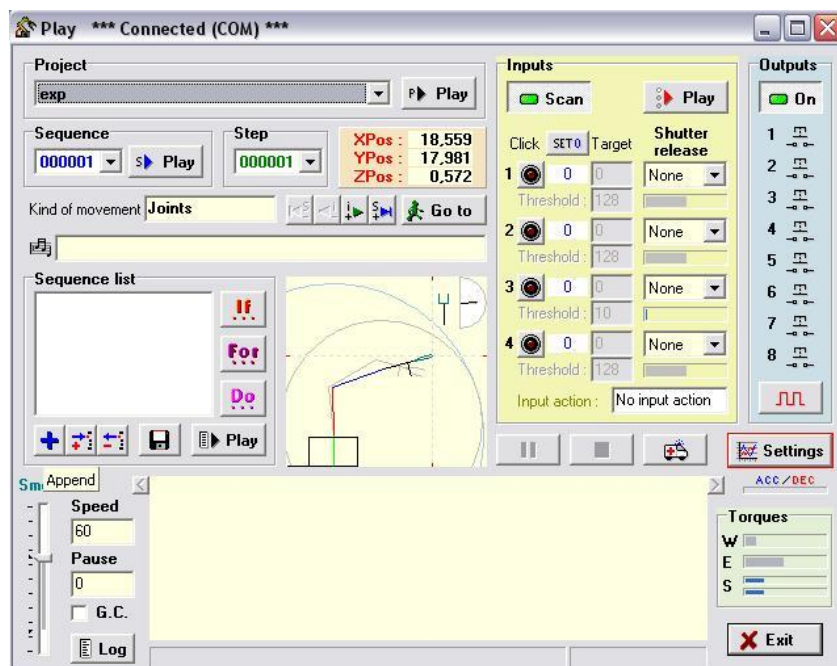 Play *** Connected (COM) ***
Project
exp
P Play
Sequence
000001
S Play
Step
000001
XPos : 18,559
YPos : 17,981
ZPos : 0,572
Kind of movement Joints
Go to
Sequence list
If
...
For
...
Do
...
Play
Append
Speed
60
Pause
0
G.C.
Log
Inputs
Scan
Play
Click SET 0 Target Shutter release
1 0 0 None
Threshold : 128
2 0 0 None
Threshold : 128
3 0 0 None
Threshold : 10
4 0 0 None
Threshold : 128
Input action : No input action
Outputs
On
1
2
3
4
5
6
7
8
Settings
ACC/DEC
Torques
W
E
S
Exit